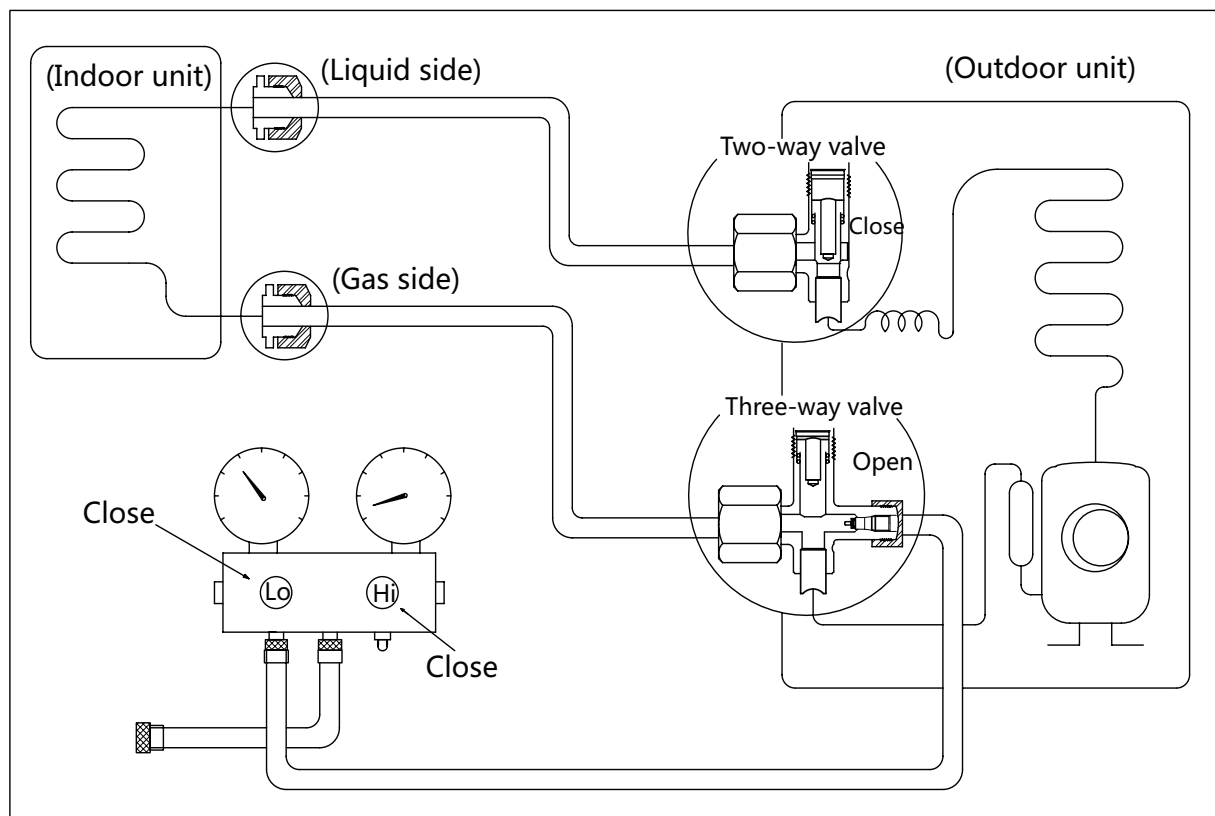 (Indoor unit)
(Liquid side)
(Outdoor unit)
Two-way valve
Close
(Gas side)
Three-way valve
Open
Close
Lo
Hi
Close